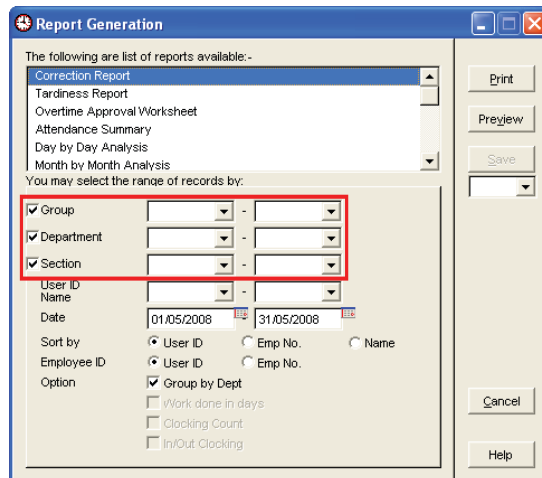 Report Generation
The following are list of reports available:-
Correction Report
Tardiness Report
Overtime Approval Worksheet
Attendance Summary
Day by Day Analysis
Month by Month Analysis
You may select the range of records by:
Group -
Department -
Section -
User ID -
Name
Date 01/05/2008 - 31/05/2008
Sort by User ID Emp No. Name
Employee ID User ID Emp No.
Option Group by Dept
Work done in days
Clocking Count
In/Out Clocking
Print
Preview
Save
Cancel
Help